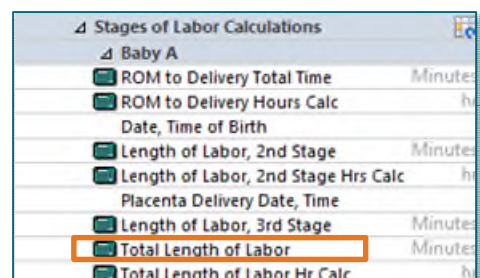 Stages of Labor Calculations
Baby A
ROM to Delivery Total Time Minutes
ROM to Delivery Hours Calc
Date, Time of Birth
Length of Labor, 2nd Stage Minutes
Length of Labor, 2nd Stage Hrs Calc
Placenta Delivery Date, Time
Length of Labor, 3rd Stage Minutes
Total Length of Labor Minutes
Total Length of Labor Hr Calc